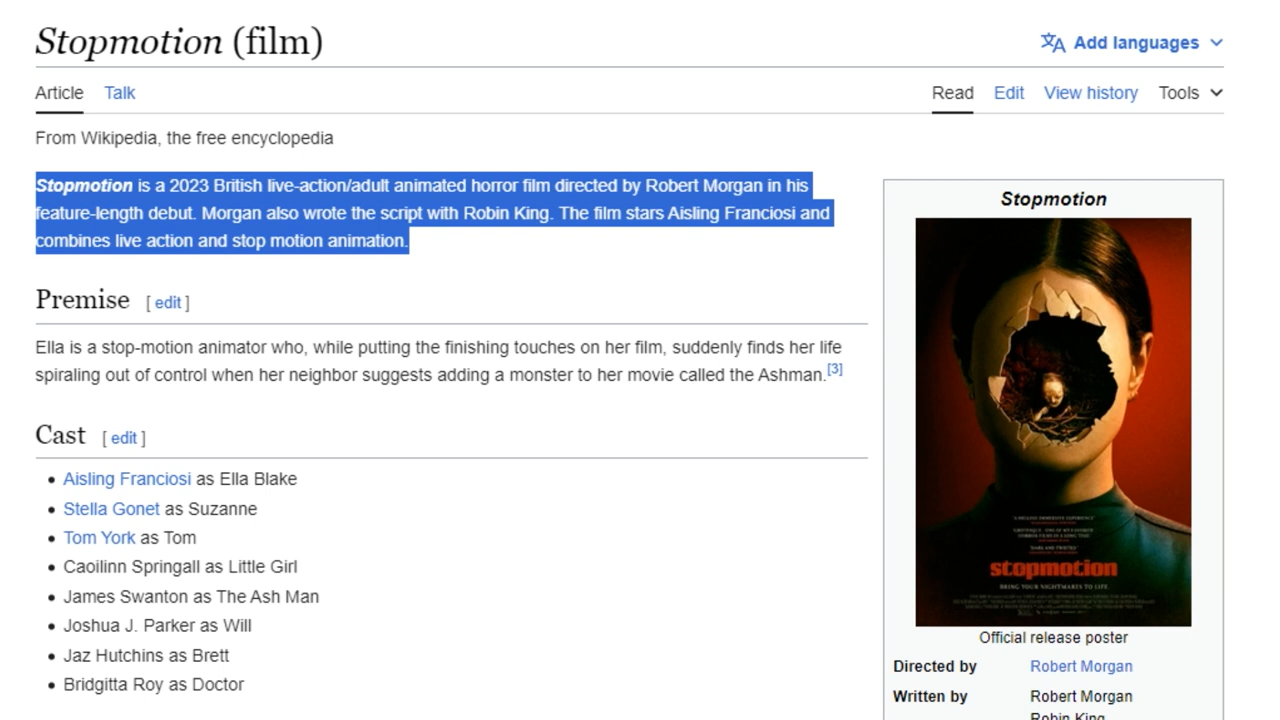 Stopmotion (film)
Add languages
Article Talk Read Edit View history Tools
From Wikipedia, the free encyclopedia
Stopmotion is a 2023 British live-action/adult animated horror film directed by Robert Morgan in his
feature-length debut. Morgan also wrote the script with Robin King. The film stars Aisling Franciosi and
combines live action and stop motion animation.
Premise [ edit ]
Ella is a stop-motion animator who, while putting the finishing touches on her film, suddenly finds her life
spiraling out of control when her neighbor suggests adding a monster to her movie called the Ashman.[3]
Cast [ edit ]
• Aisling Franciosi as Ella Blake
• Stella Gonet as Suzanne
• Tom York as Tom
• Caoilinn Springall as Little Girl
• James Swanton as The Ash Man
• Joshua J. Parker as Will
• Jaz Hutchins as Brett
• Bridgitta Roy as Doctor
Stopmotion
stopmotion
BRING YOUR NIGHTMARES TO LIFE.
Official release poster
Directed by Robert Morgan
Written by Robert Morgan
Robin King